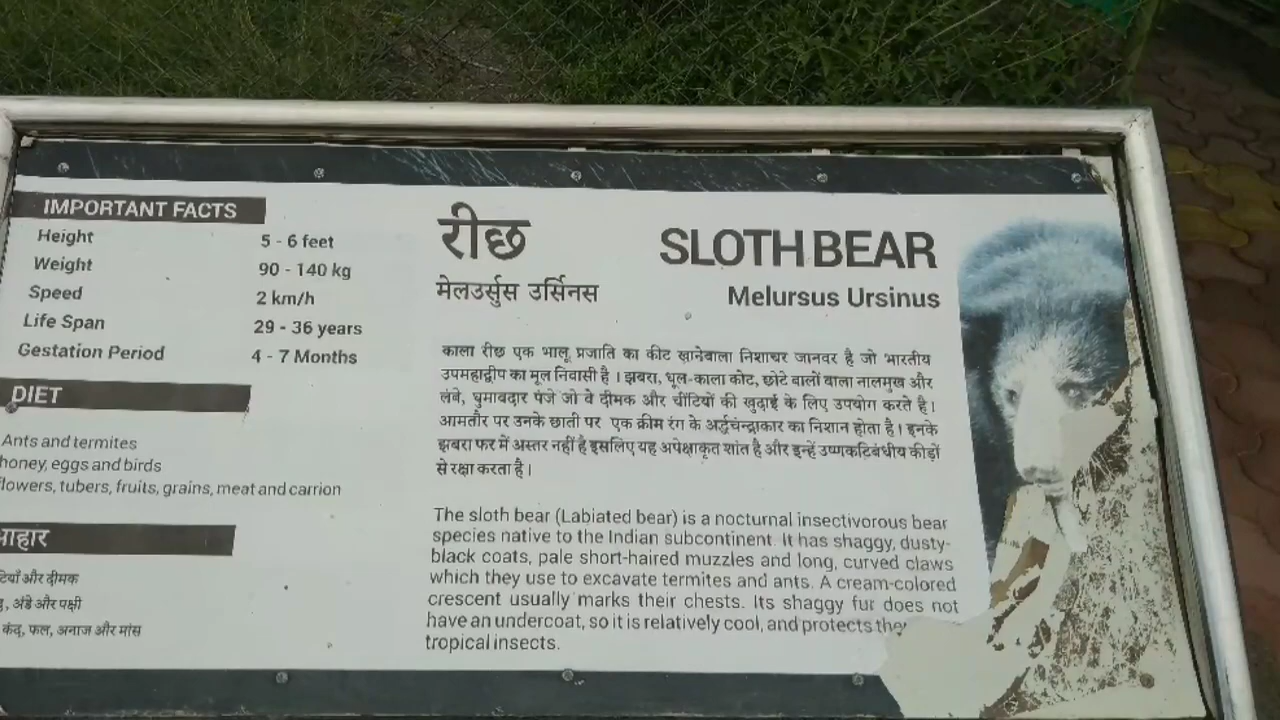 IMPORTANT FACTS
Height 5 - 6 feet
Weight 90 - 140 kg
Speed 2 km/h
Life Span 29 - 36 years
Gestation Period 4 - 7 Months
DIET
Ants and termites
honey, eggs and birds
flowers, tubers, fruits, grains, meat and carrion
और दीमक
अंडे और पक्षी
कंद, फल, अनाज और मांस
रीछ
मेलउर्सुस उर्सिनस
SLOTH BEAR
Melursus Ursinus
काला रीछ एक भालू प्रजाति का कीट खानेवाला निशाचर जानवर है जो भारतीय
उपमहाद्वीप का मूल निवासी है । झबरा, धूल-काला कोट, छोटे बालों वाला नालमुख और
लंबे, घुमावदार पंजे जो वे दीमक और चींटियों की खुदाई के लिए उपयोग करते है ।
आमतौर पर उनके छाती पर एक क्रीम रंग के अर्द्धचंद्राकार का निशान होता है । इनके
झबरा फर में अस्तर नहीं है इसलिए यह अपेक्षाकृत शांत है और इन्हें उष्णकटिबंधीय कीड़ों
से रक्षा करता है ।
The sloth bear (Labiated bear) is a nocturnal insectivorous bear
species native to the Indian subcontinent. It has shaggy, dusty-
black coats, pale short-haired muzzles and long, curved claws
which they use to excavate termites and ants. A cream-colored
crescent usually marks their chests. Its shaggy fur does not
have an undercoat, so it is relatively cool, and protects
tropical insects.